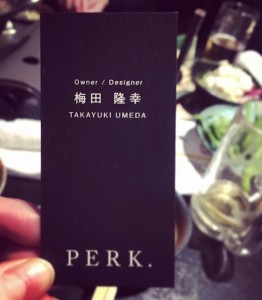 Owner / Designer
梅田 隆幸
TAKAYUKI UMEDA
PERK.